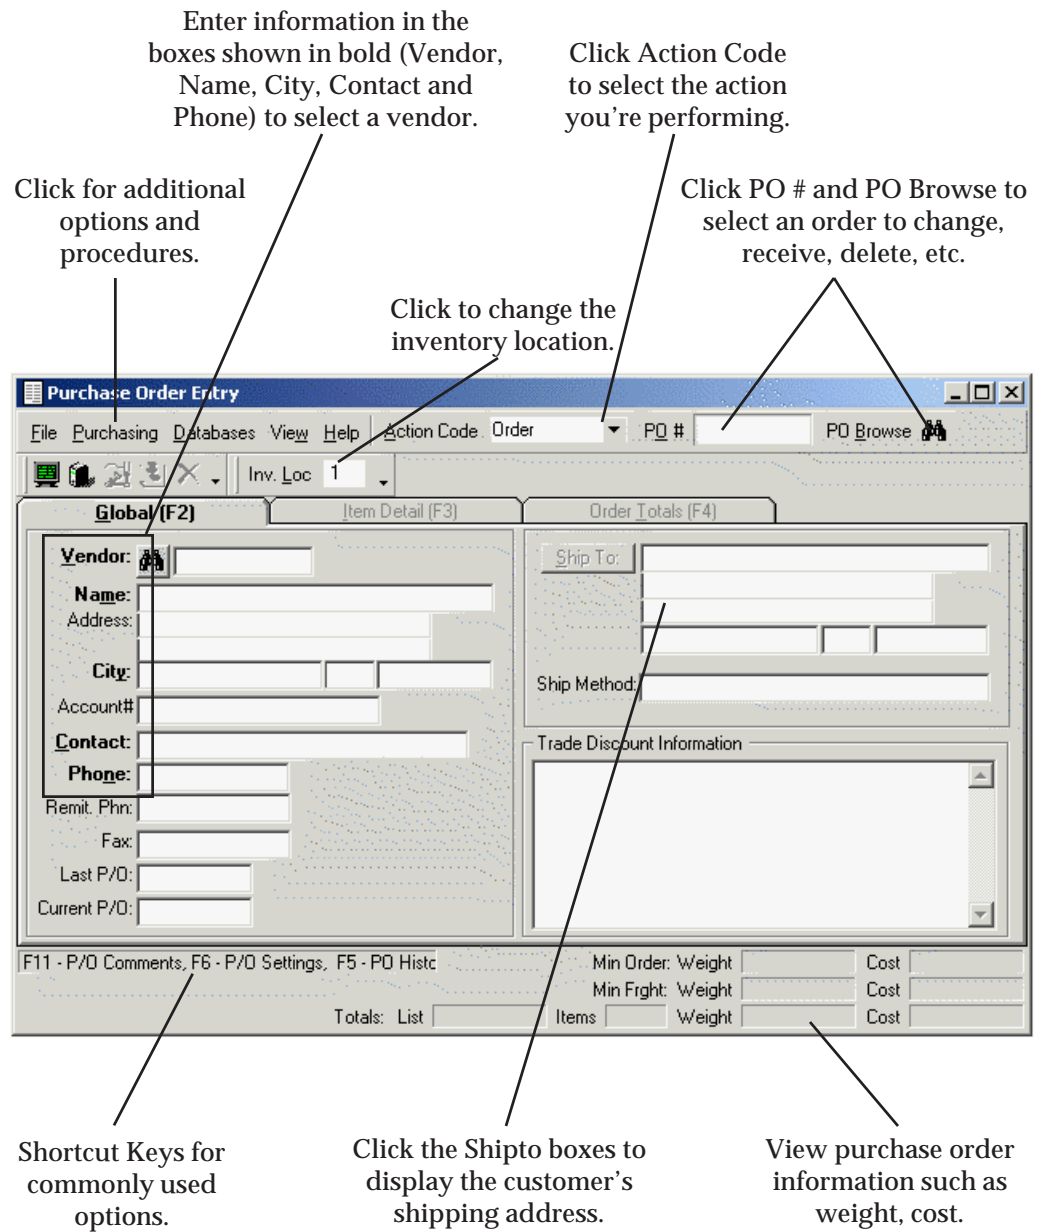 Enter information in the
boxes shown in bold (Vendor,
Name, City, Contact and
Phone) to select a vendor.
Click Action Code
to select the action
you're performing.
Click for additional
options and
procedures.
Click PO # and PO Browse to
select an order to change,
receive, delete, etc.
Click to change the
inventory location.
Purchase Order Entry
File Purchasing Databases View Help Action Code Order PO # PO Browse
Inv. Loc 1
Global (F2) Item Detail (F3) Order Totals (F4)
Vendor:
Name:
Address:
City:
Account#
Contact:
Phone:
Remit. Phn:
Fax:
Last P/O:
Current P/O:
Ship To:
Ship Method:
Trade Discount Information
F11 - P/O Comments, F6 - P/O Settings, F5 - PO Histc
Min Order: Weight Cost
Min Frght: Weight Cost
Totals: List Items Weight Cost
Shortcut Keys for
commonly used
options.
Click the Shipto boxes to
display the customer's
shipping address.
View purchase order
information such as
weight, cost.